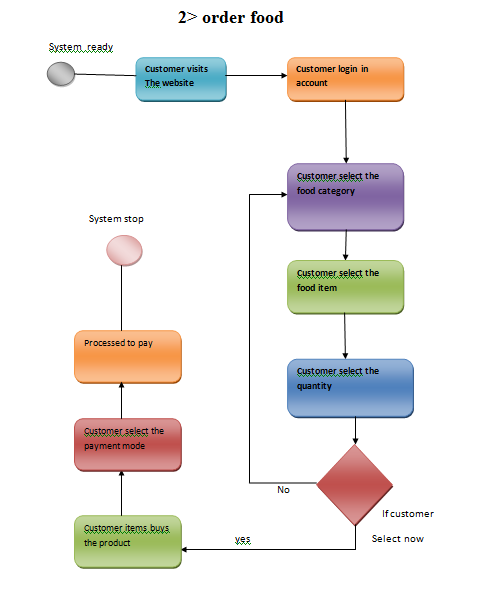 2> order food
System ready
Customer visits
The website
Customer login in
account
Customer select the
food category
Customer select the
food item
Customer select the
quantity
If customer
Select now
No
yes
Customer items buys
the product
Customer select the
payment mode
Processed to pay
System stop